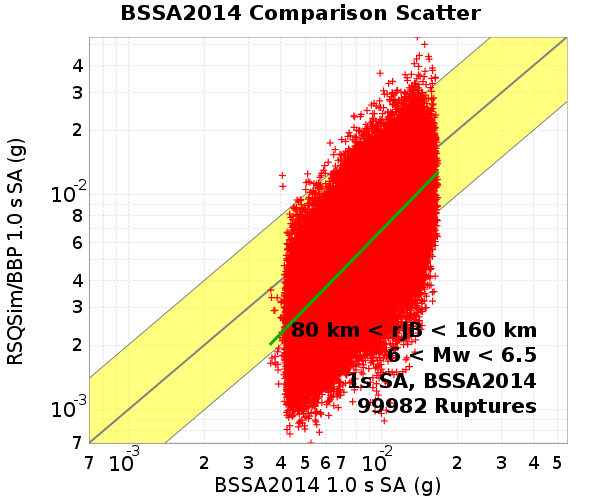 BSSA2014 Comparison Scatter
RSQSim/BBP 1.0 s SA (g)
4
3
2
10-2
8
6
4
3
2
10-3
7
80 km < rJB < 160 km
6 < Mw < 6.5
1s SA, BSSA2014
99982 Ruptures
7 10-3 2 3 4 5 6 7 10-2 2 3 4 5
BSSA2014 1.0 s SA (g)